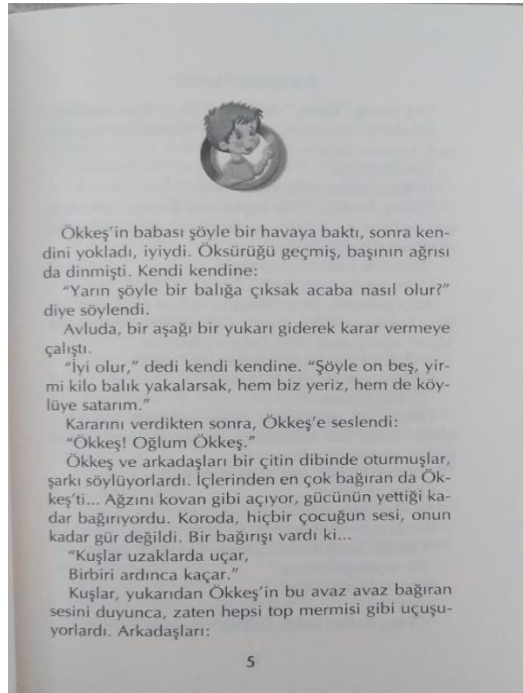 Ökkeş'in babası şöyle bir havaya baktı, sonra ken-
dini yokladı, iyiydi. Öksürüğü geçmiş, başının ağrısı
da dinmişti. Kendi kendine:
"Yarın şöyle bir balığa çıksak acaba nasıl olur?"
diye söylendi.
Avluda, bir aşağı bir yukarı giderek karar vermeye
çalıştı.
"İyi olur," dedi kendi kendine. "Şöyle on beş, yir-
mi kilo balık yakalarsak, hem biz yeriz, hem de köy-
lüye satarım."
Kararını verdikten sonra, Ökkeş'e seslendi:
"Ökkeş! Oğlum Ökkeş."
Ökkeş ve arkadaşları bir çitin dibinde oturmuşlar,
şarkı söylüyorlardı. İçlerinden en çok bağıran da Ök-
keş'ti... Ağzını kovan gibi açıyor, gücünün yettiği ka-
dar bağırıyordu. Koroda, hiçbir çocuğun sesi, onun
kadar gür değildi. Bir bağırışı vardı ki...
"Kuşlar uzaklarda uçar,
Birbiri ardınca kaçar."
Kuşlar, yukarıdan Ökkeş'in bu avaz avaz bağıran
sesini duyunca, zaten hepsi top mermisi gibi uçuşu-
yorlardı. Arkadaşları:
5